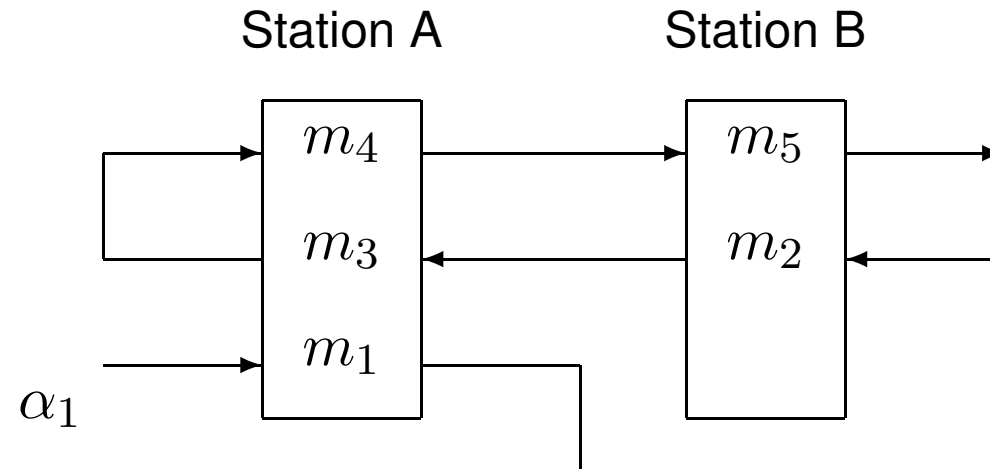 Station A Station B
m₄ m₅
m₃ m₂
m₁
α₁